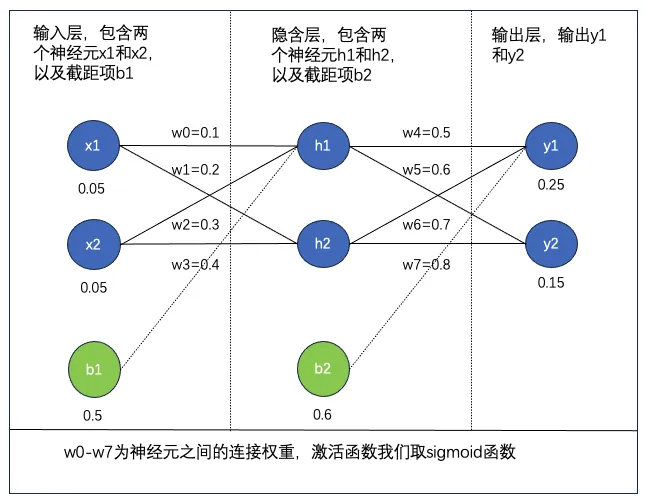 输入层，包含两
个神经元x1和x2，
以及截距项b1
隐含层，包含两
个神经元h1和h2，
以及截距项b2
输出层，输出y1
和y2
x1
w0=0.1
h1
w4=0.5
y1
0.05
w1=0.2
w5=0.6
0.25
x2
w2=0.3
h2
w6=0.7
y2
0.05
w3=0.4
w7=0.8
0.15
b1
b2
0.5
0.6
w0-w7为神经元之间的连接权重，激活函数我们取sigmoid函数